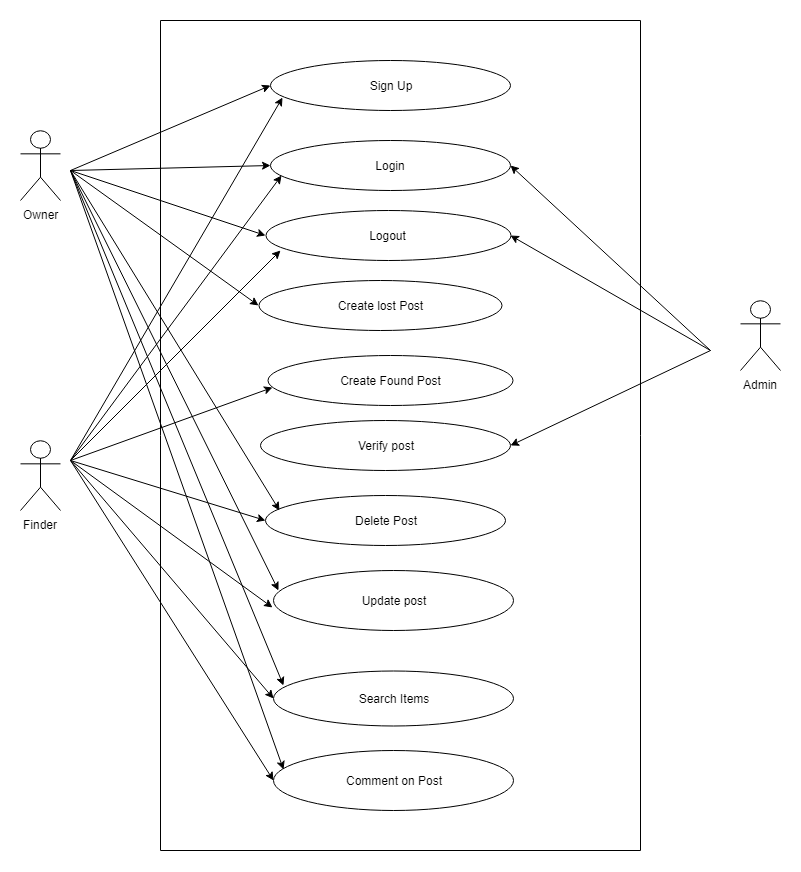 Sign Up
Login
Owner
Logout
Create lost Post
Create Found Post
Admin
Verify post
Finder
Delete Post
Update post
Search Items
Comment on Post